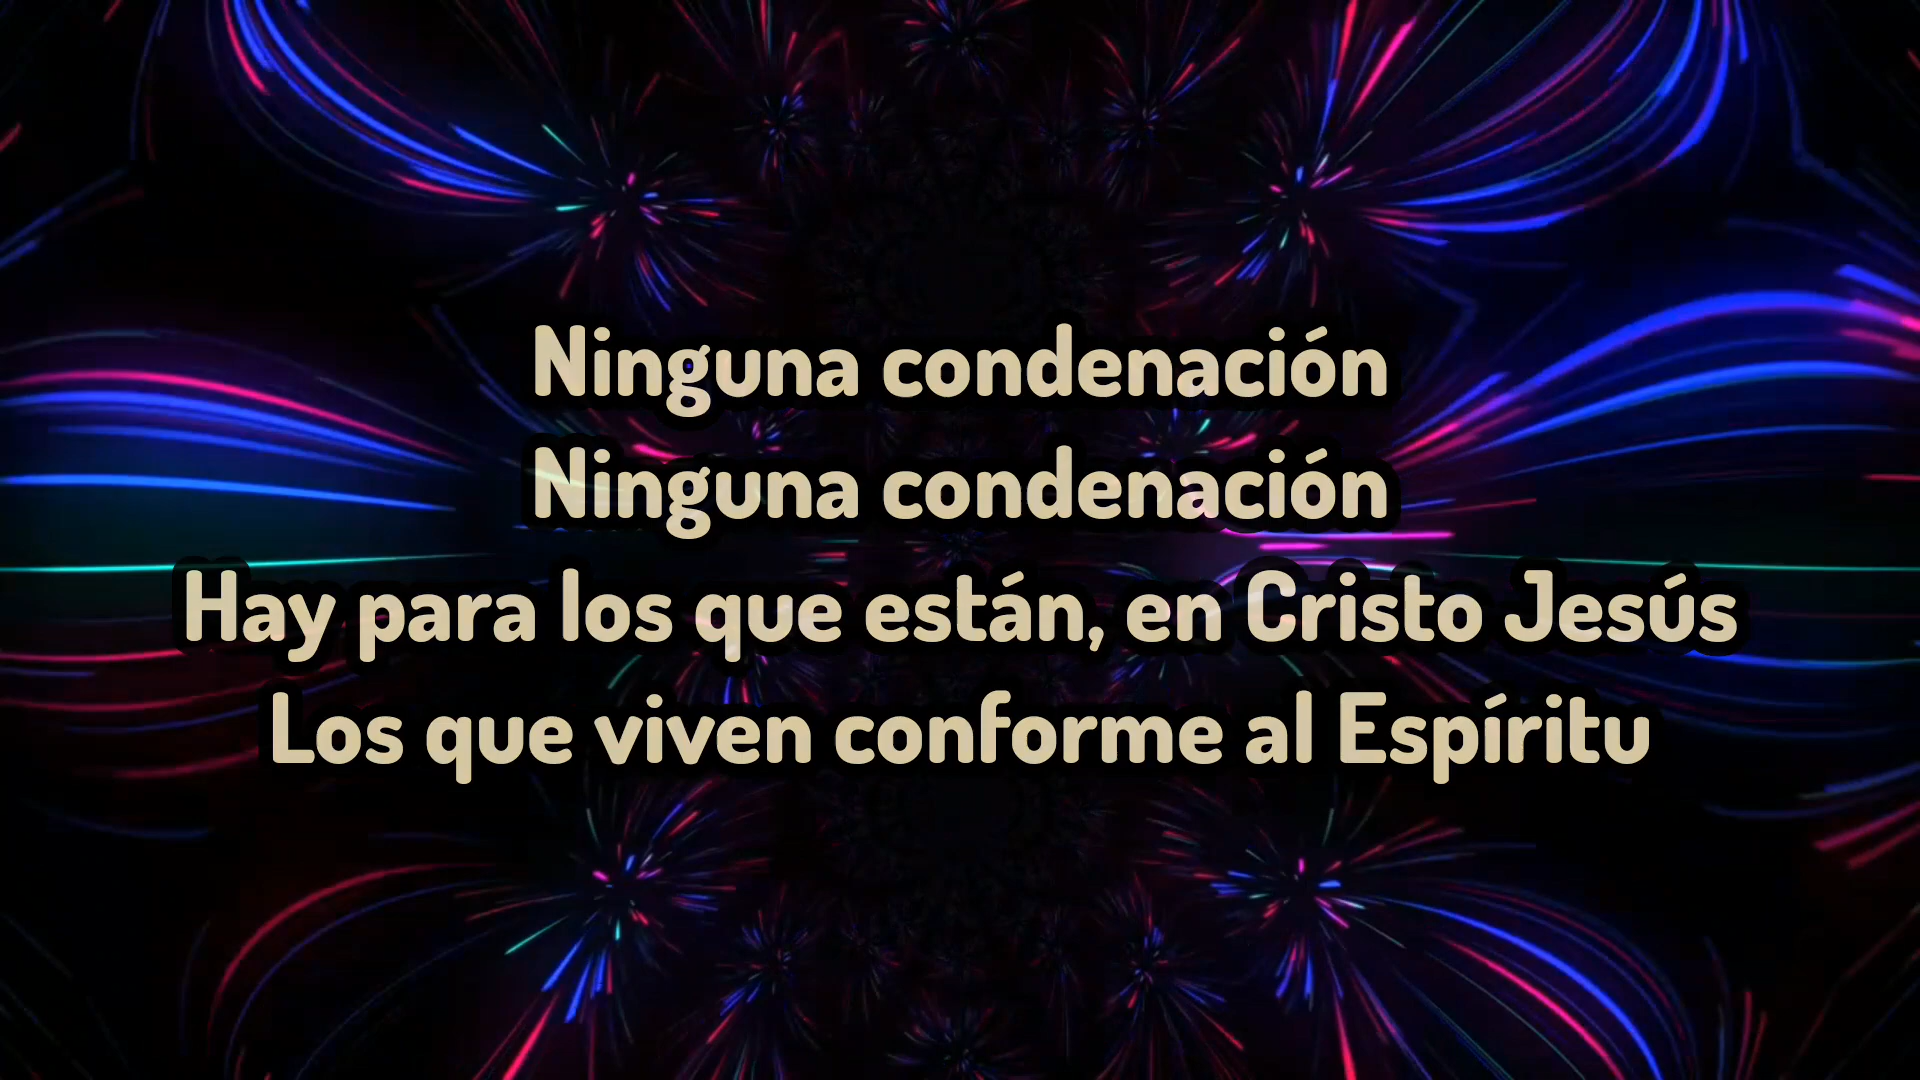 Ninguna condenación
Ninguna condenación
Hay para los que están, en Cristo Jesús
Los que viven conforme al Espíritu